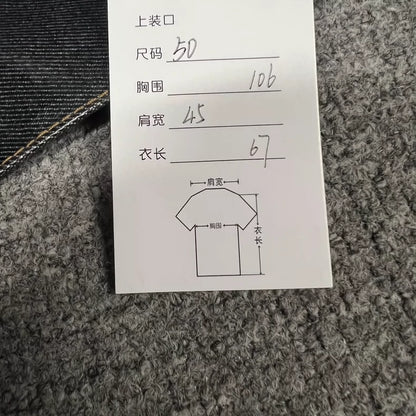 上装口
尺码 50
胸围 106
肩宽 45
衣长 67
肩宽
胸围
衣长